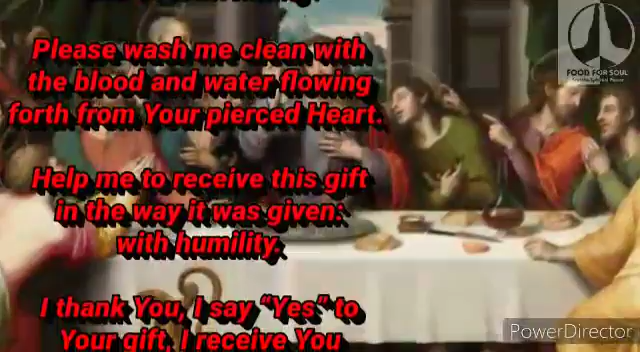 Please wash me clean with
the blood and water flowing
forth from Your pierced Heart.
Help me to receive this gift
in the way it was given:
with humility,
I thank You, I say “Yes” to
Your gift, I receive You
FOOD FOR SOUL
PowerDirector